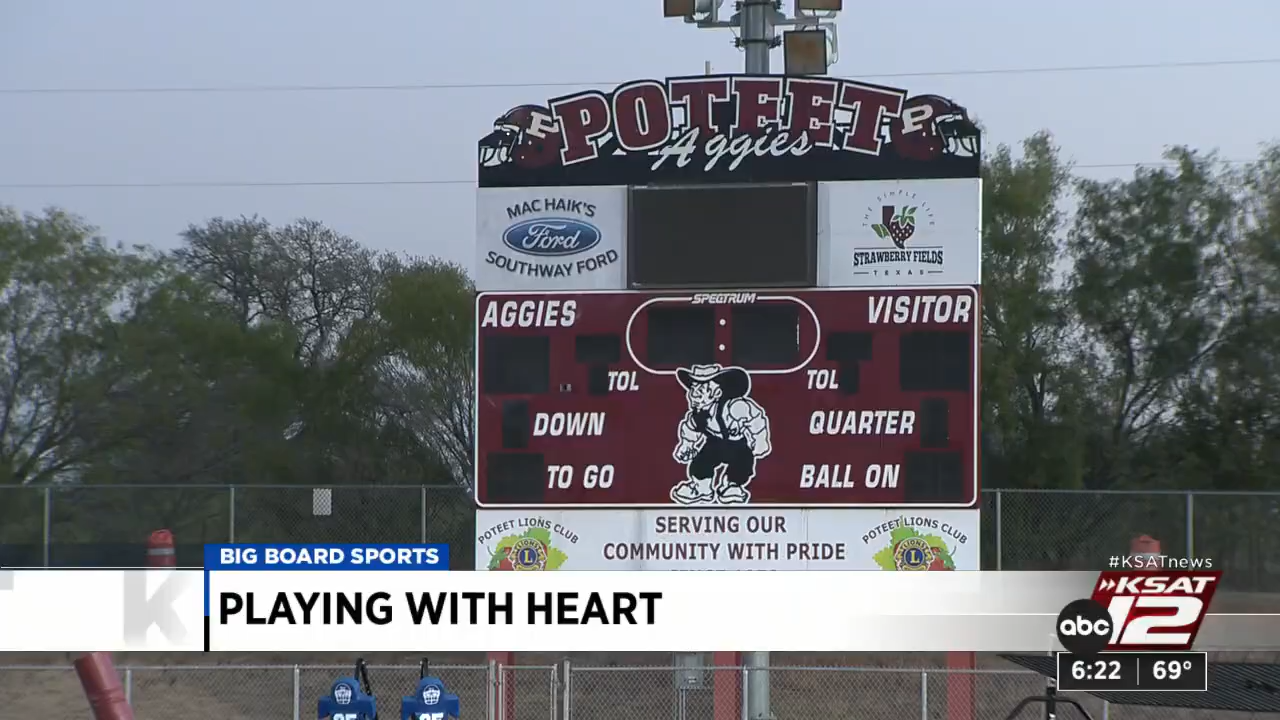 POTEET
Aggies
P
P
MAC HAIK'S
Ford
SOUTHWAY FORD
THE SIMPLE LIFE
STRAWBERRY FIELDS
TEXAS
SPECTRUM
AGGIES
VISITOR
:
TOL
TOL
DOWN
QUARTER
TO GO
BALL ON
POTEET LIONS CLUB
SERVING OUR
COMMUNITY WITH PRIDE
POTEET LIONS CLUB
LIONS
L
LIONS
L
BIG BOARD SPORTS
#KSATnews
PLAYING WITH HEART
KSAT
12
abc
6:22
69°